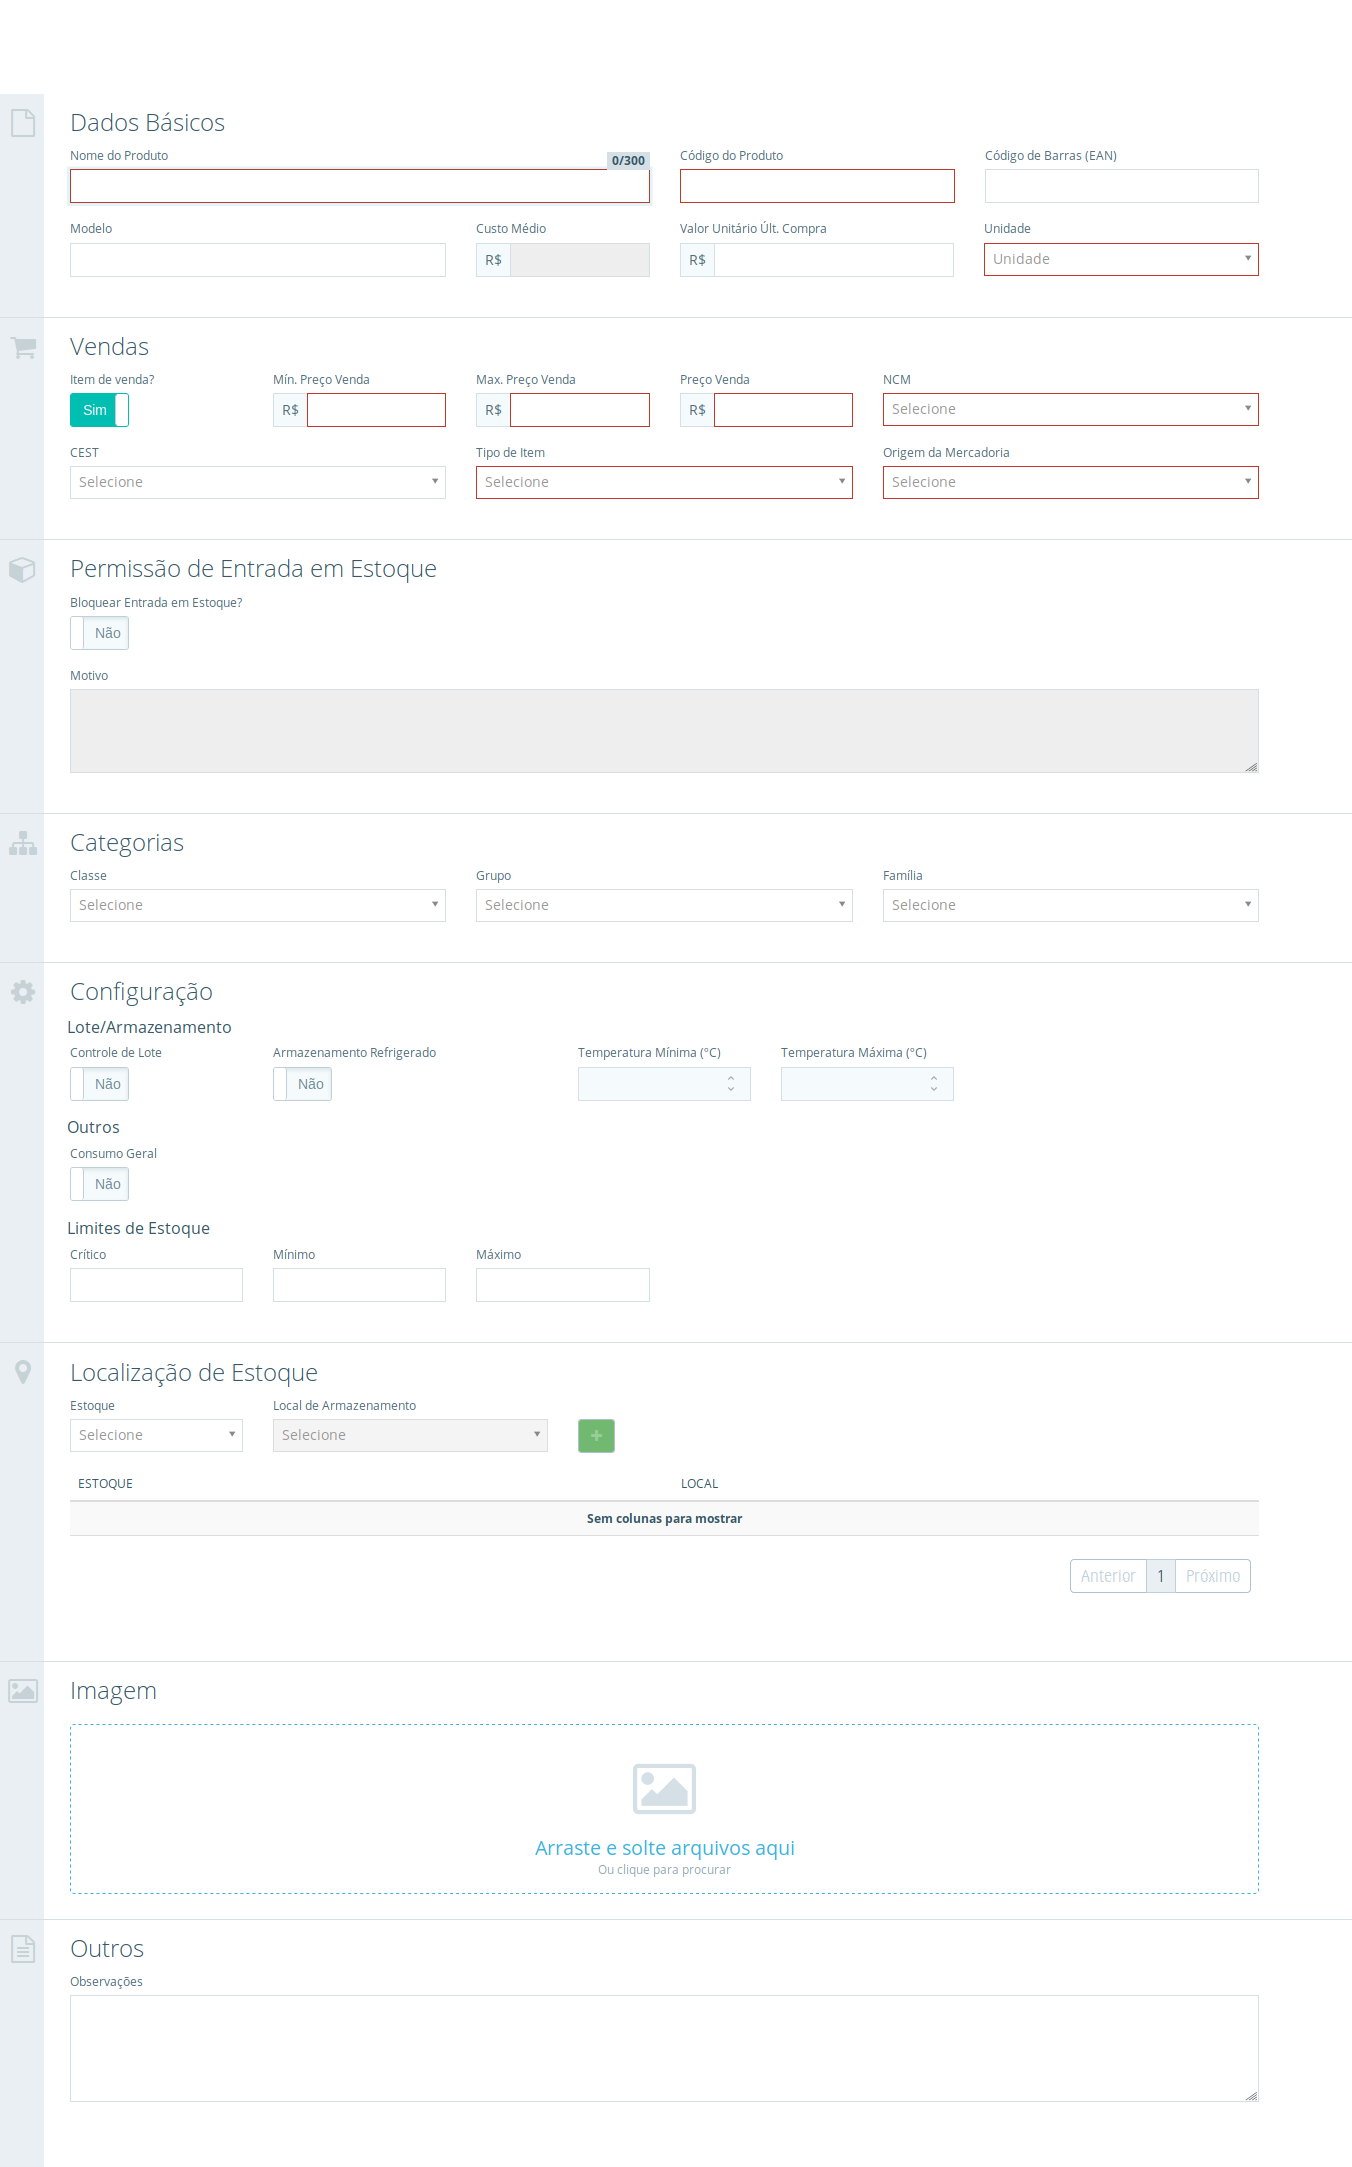 Dados Básicos
Nome do Produto 0/300 Código do Produto Código de Barras (EAN)
Modelo Custo Médio Valor Unitário Últ. Compra Unidade
R$ R$ Unidade
Vendas
Item de venda? Mín. Preço Venda Max. Preço Venda Preço Venda NCM
Sim R$ R$ R$ Selecione
CEST Tipo de Item Origem da Mercadoria
Selecione Selecione Selecione
Permissão de Entrada em Estoque
Bloquear Entrada em Estoque?
Não
Motivo
Categorias
Classe Grupo Família
Selecione Selecione Selecione
Configuração
Lote/Armazenamento
Controle de Lote Armazenamento Refrigerado Temperatura Mínima (°C) Temperatura Máxima (°C)
Não Não
Outros
Consumo Geral
Não
Limites de Estoque
Crítico Mínimo Máximo
Localização de Estoque
Estoque Local de Armazenamento
Selecione Selecione
ESTOQUE LOCAL
Sem colunas para mostrar
Anterior 1 Próximo
Imagem
Arraste e solte arquivos aqui
Ou clique para procurar
Outros
Observações